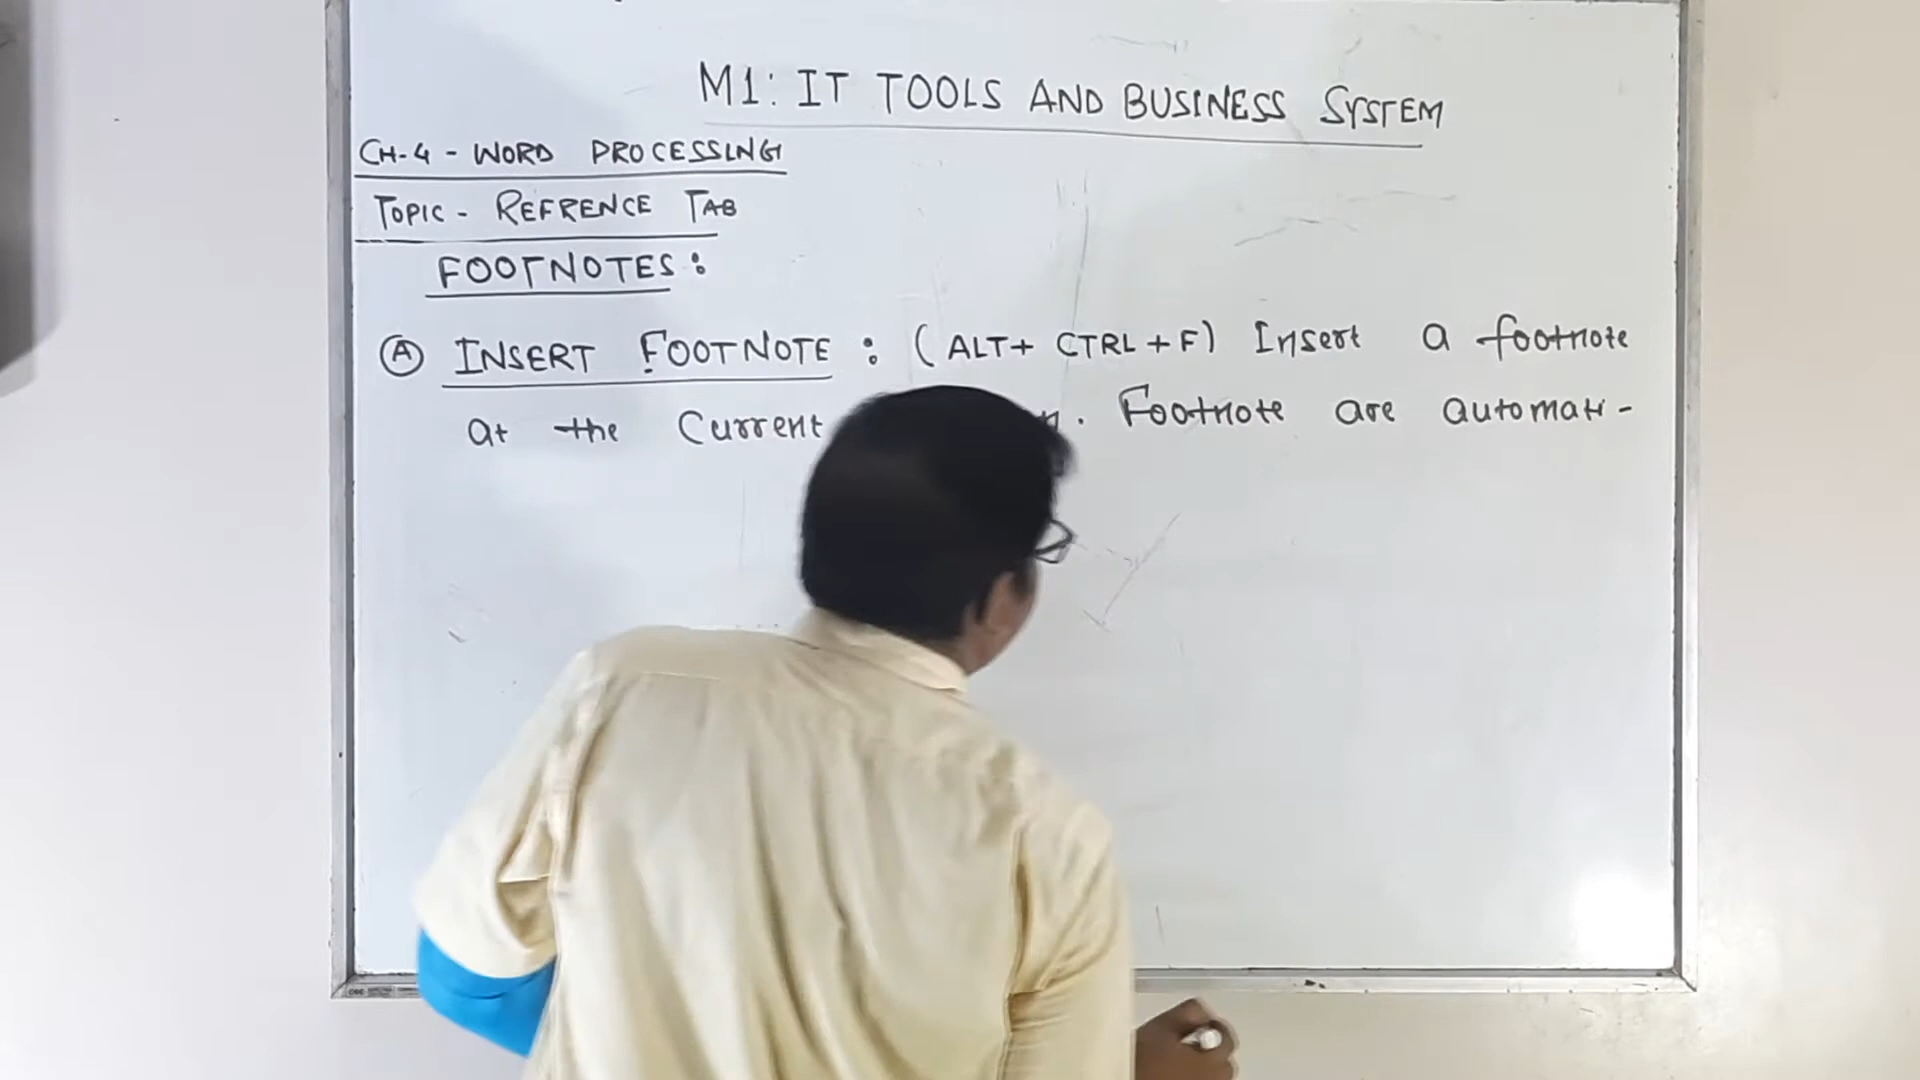 M1: IT TOOLS AND BUSINESS SYSTEM
CH-4 - WORD PROCESSING
TOPIC - REFRENCE TAB
FOOTNOTES:
(A) INSERT FOOTNOTE : (ALT+ CTRL + F) Insert a footnote
at the Current . Footnote are automati-